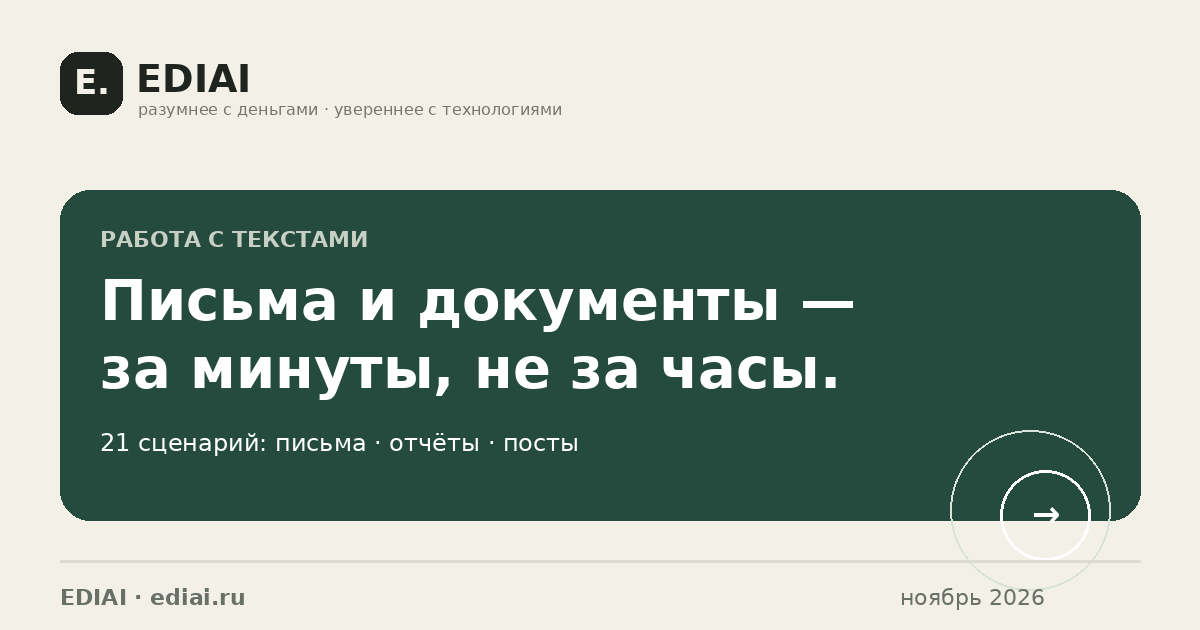 E.
EDIAI
разумнее с деньгами · увереннее с технологиями
РАБОТА С ТЕКСТАМИ
Письма и документы —
за минуты, не за часы.
21 сценарий: письма · отчёты · посты
→
EDIAI · ediai.ru
ноябрь 2026